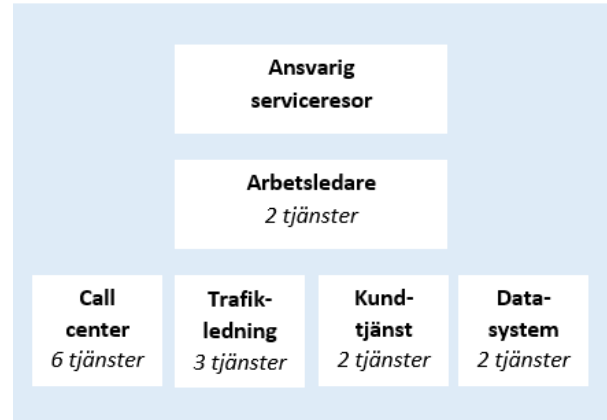 Ansvarig
serviceresor
Arbetsledare
2 tjänster
Call
center
6 tjänster
Trafik-
ledning
3 tjänster
Kund-
tjänst
2 tjänster
Data-
system
2 tjänster